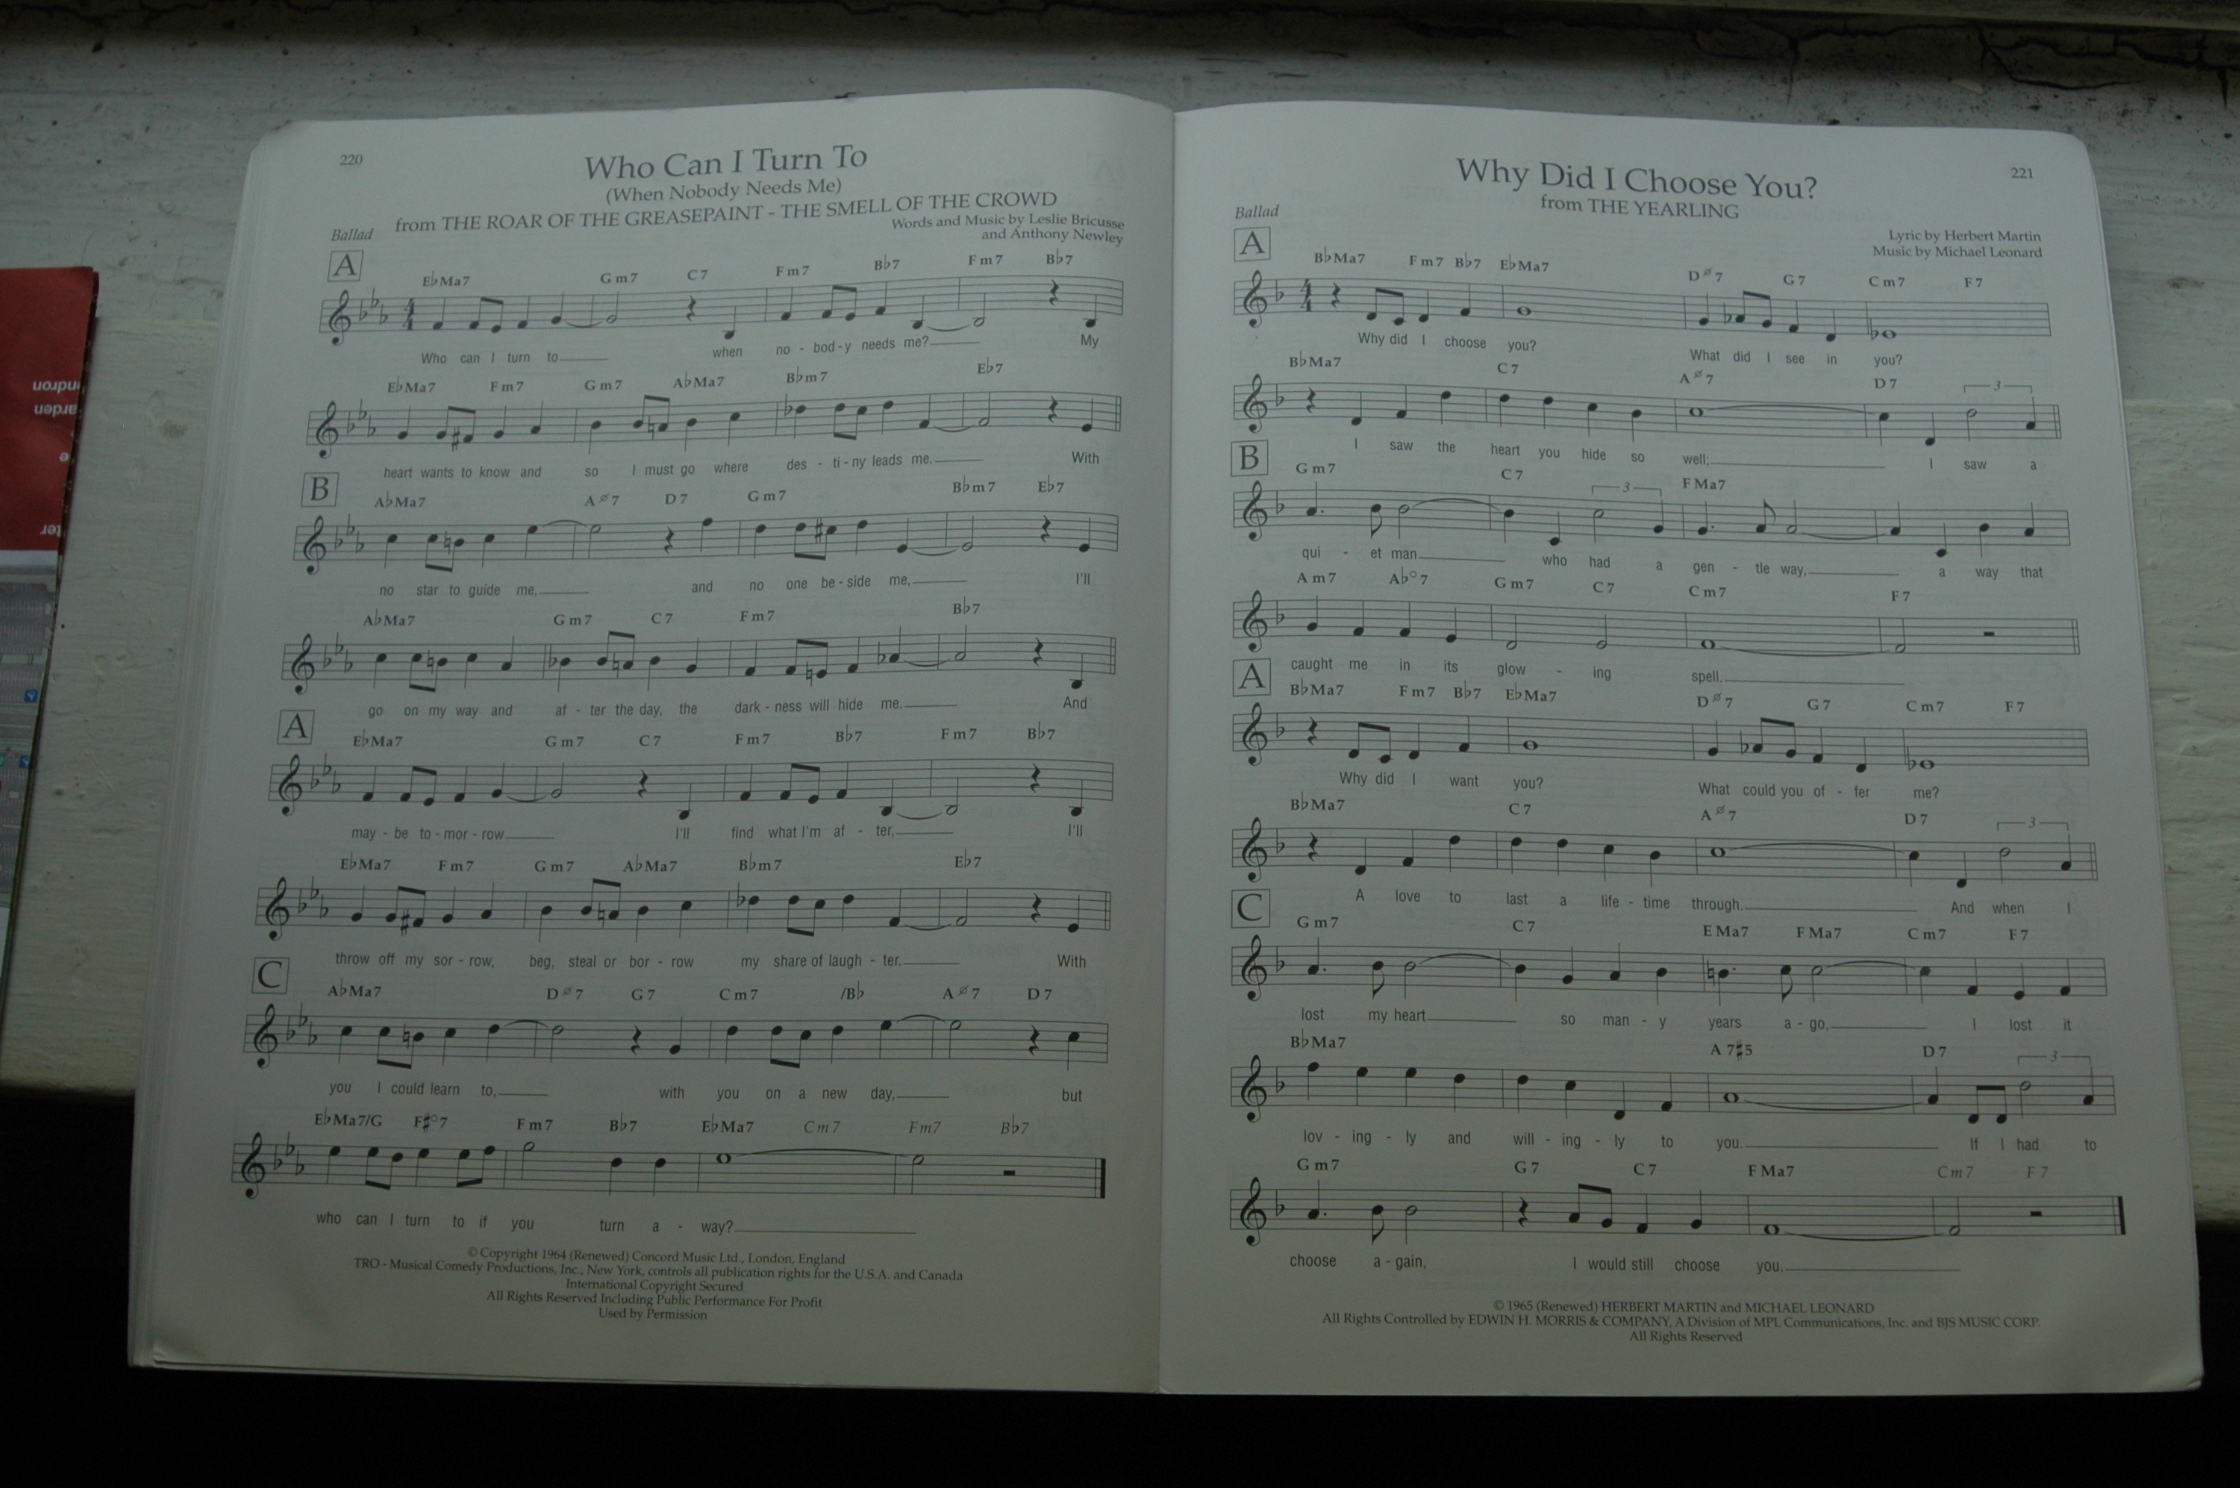 220
Who Can I Turn To
(When Nobody Needs Me)
from THE ROAR OF THE GREASEPAINT - THE SMELL OF THE CROWD
Words and Music by Leslie Bricusse
and Anthony Newley
Ballad
A
E♭Ma7 Gm7 C7 Fm7 B♭7 Fm7 B♭7
Who can I turn to when no - bod - y needs me? My
E♭Ma7 Fm7 Gm7 A♭Ma7 B♭m7 E♭7
heart wants to know and so I must go where des - ti - ny leads me. With
B
A♭Ma7 Aø7 D7 Gm7 B♭m7 E♭7
no star to guide me, and no one be - side me, I'll
A♭Ma7 Gm7 C7 Fm7 B♭7
go on my way and af - ter the day, the dark - ness will hide me. And
A
E♭Ma7 Gm7 C7 Fm7 B♭7 Fm7 B♭7
may - be to - mor - row I'll find what I'm af - ter, I'll
E♭Ma7 Fm7 Gm7 A♭Ma7 B♭m7 E♭7
throw off my sor - row, beg, steal or bor - row my share of laugh - ter. With
C
A♭Ma7 Dø7 G7 Cm7 /B♭ Aø7 D7
you I could learn to, with you on a new day, but
E♭Ma7/G F♯°7 Fm7 B♭7 E♭Ma7 Cm7 Fm7 B♭7
who can I turn to if you turn a - way?
© Copyright 1964 (Renewed) Concord Music Ltd., London, England
TRO - Musical Comedy Productions, Inc., New York, controls all publication rights for the U.S.A. and Canada
International Copyright Secured
All Rights Reserved Including Public Performance For Profit
Used by Permission
221
Why Did I Choose You?
from THE YEARLING
Ballad
Lyric by Herbert Martin
Music by Michael Leonard
A
B♭Ma7 Fm7 B♭7 E♭Ma7 Dø7 G7 Cm7 F7
Why did I choose you? What did I see in you?
B♭Ma7 C7 Aø7 D7
3
I saw the heart you hide so well; I saw a
B
Gm7 C7 3 FMa7
qui - et man who had a gen - tle way, a way that
Am7 A♭°7 Gm7 C7 Cm7 F7
caught me in its glow - ing spell.
A
B♭Ma7 Fm7 B♭7 E♭Ma7 Dø7 G7 Cm7 F7
Why did I want you? What could you of - fer me?
B♭Ma7 C7 Aø7 D7
3
A love to last a life - time through. And when I
C
Gm7 C7 EMa7 FMa7 Cm7 F7
lost my heart so man - y years a - go, I lost it
B♭Ma7 A7♯5 D7
3
lov - ing - ly and will - ing - ly to you. If I had to
Gm7 G7 C7 FMa7 Cm7 F7
choose a - gain, I would still choose you.
© 1965 (Renewed) HERBERT MARTIN and MICHAEL LEONARD
All Rights Controlled by EDWIN H. MORRIS & COMPANY, A Division of MPL Communications, Inc. and BJS MUSIC CORP.
All Rights Reserved